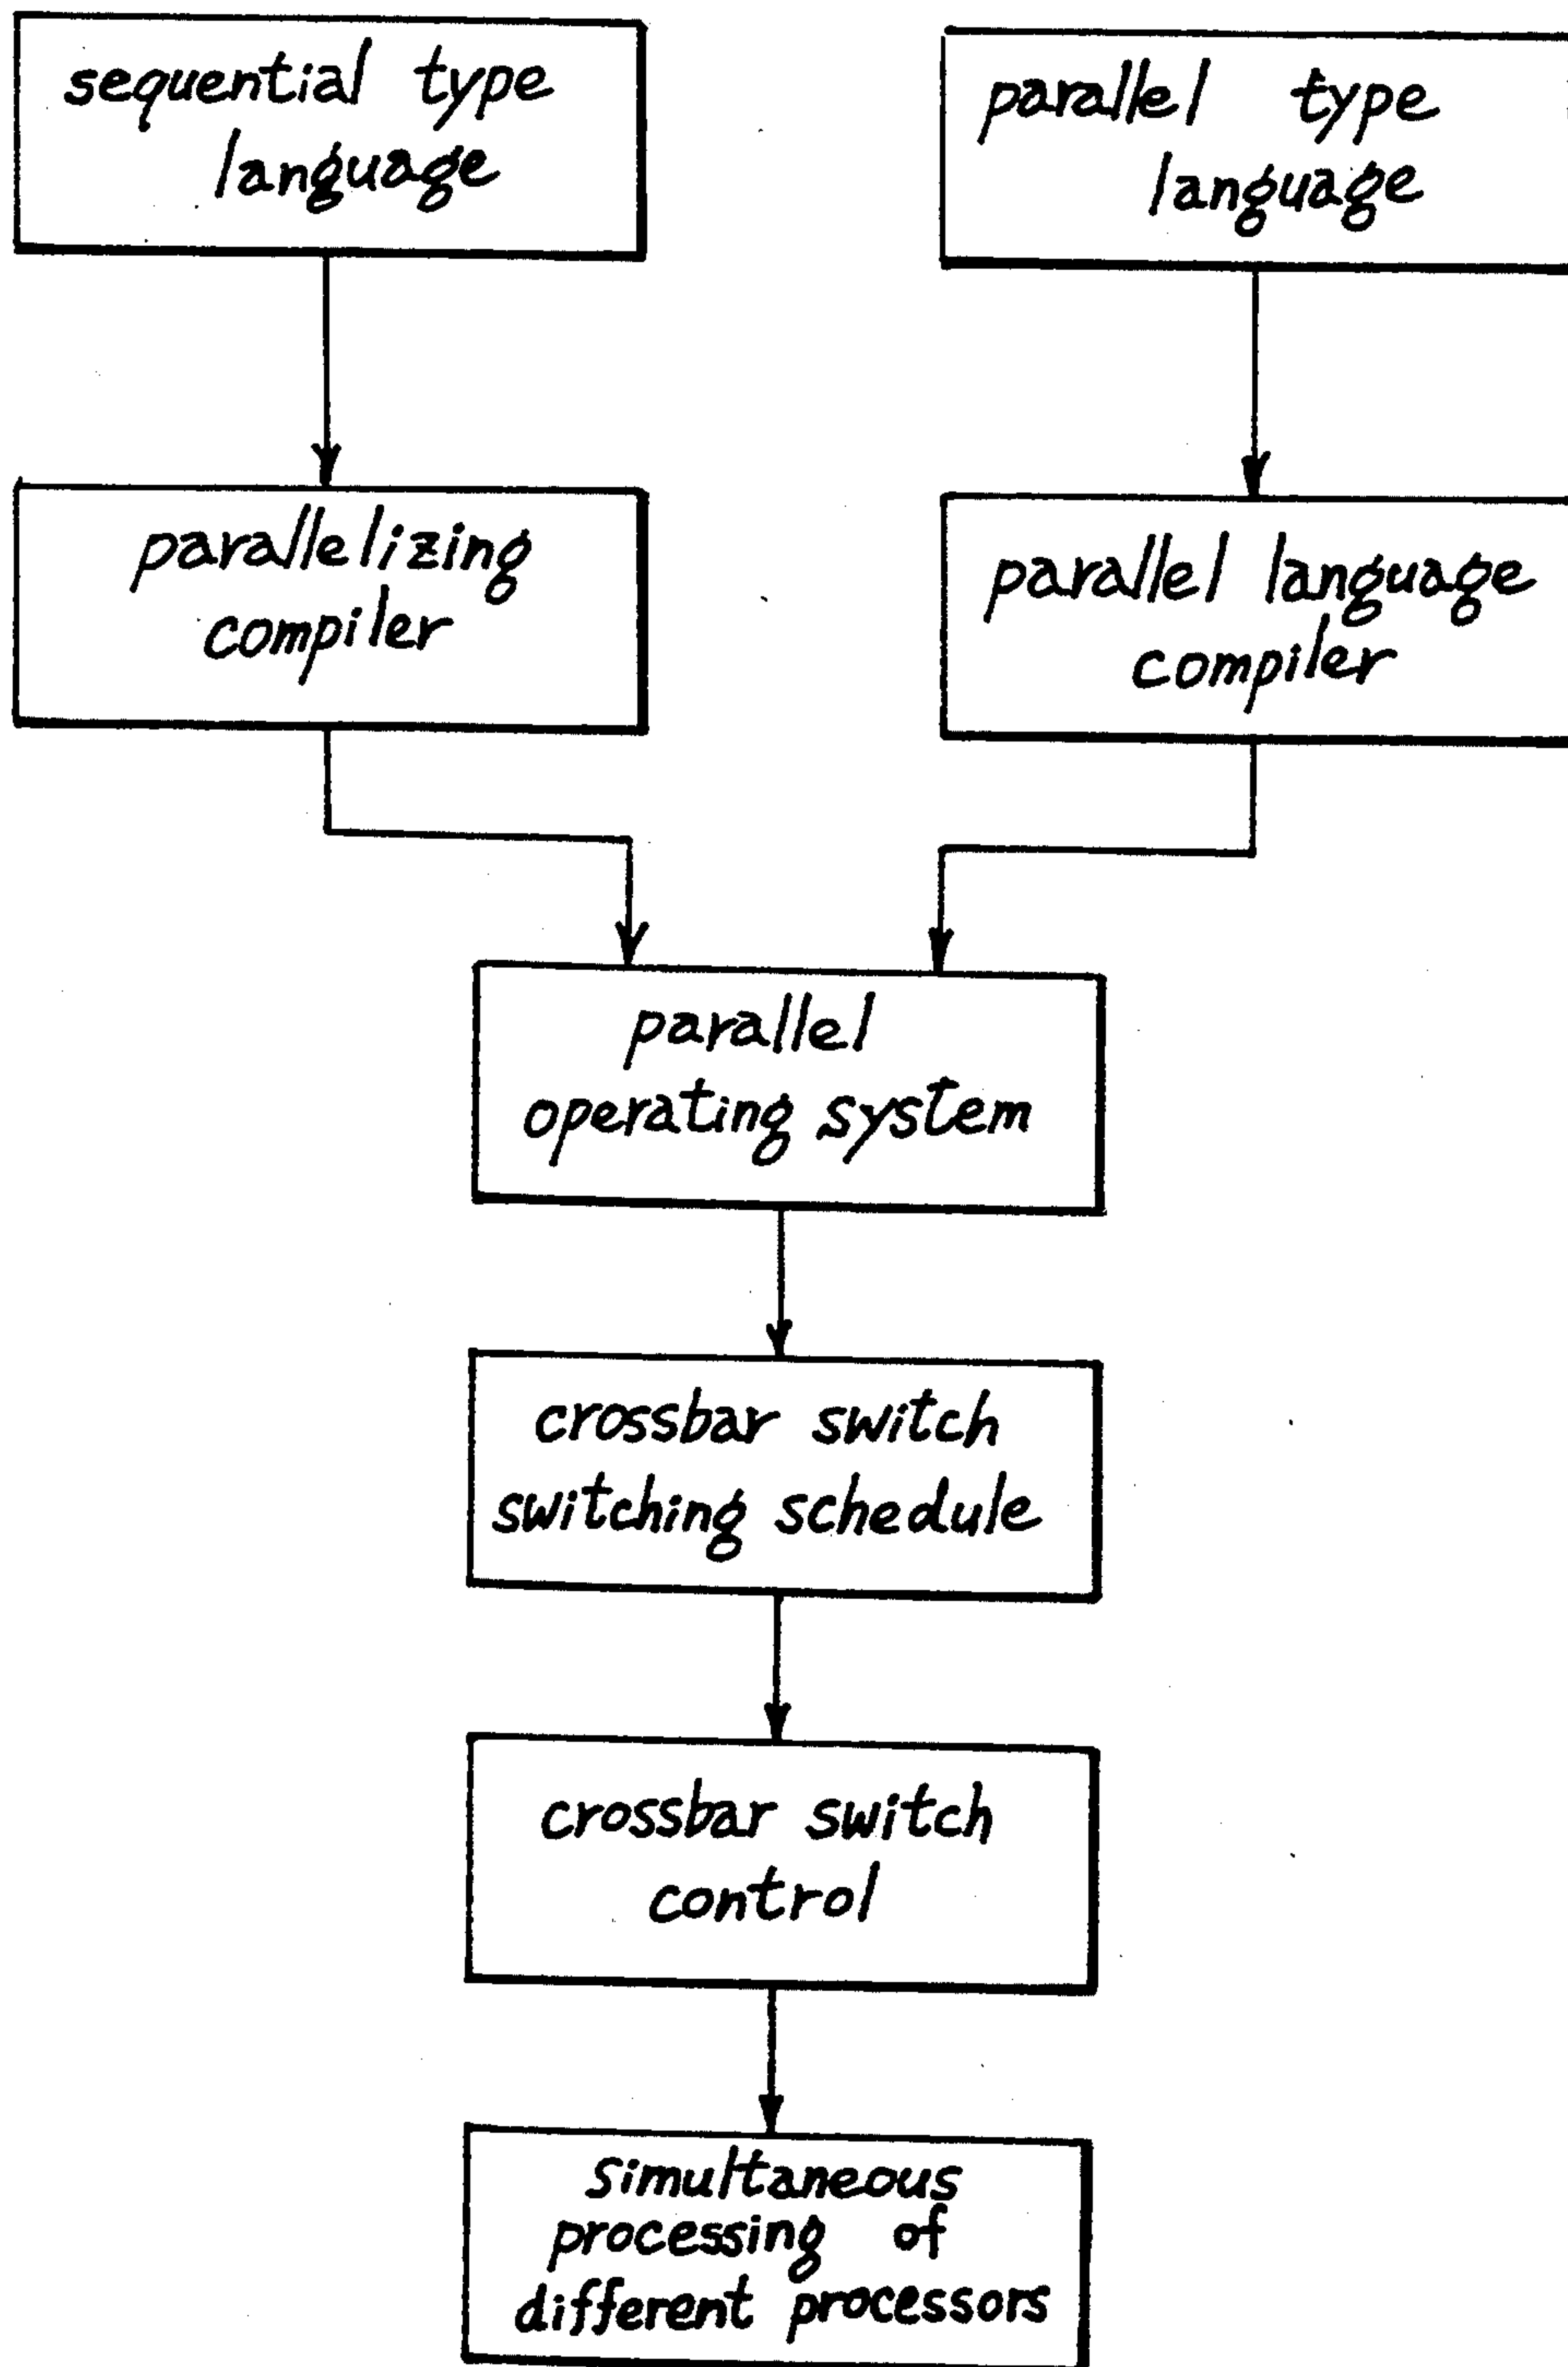 sequential type
language
parallel type
language
parallelizing
compiler
parallel language
compiler
parallel
operating system
crossbar switch
switching schedule
crossbar switch
control
simultaneous
processing of
different processors